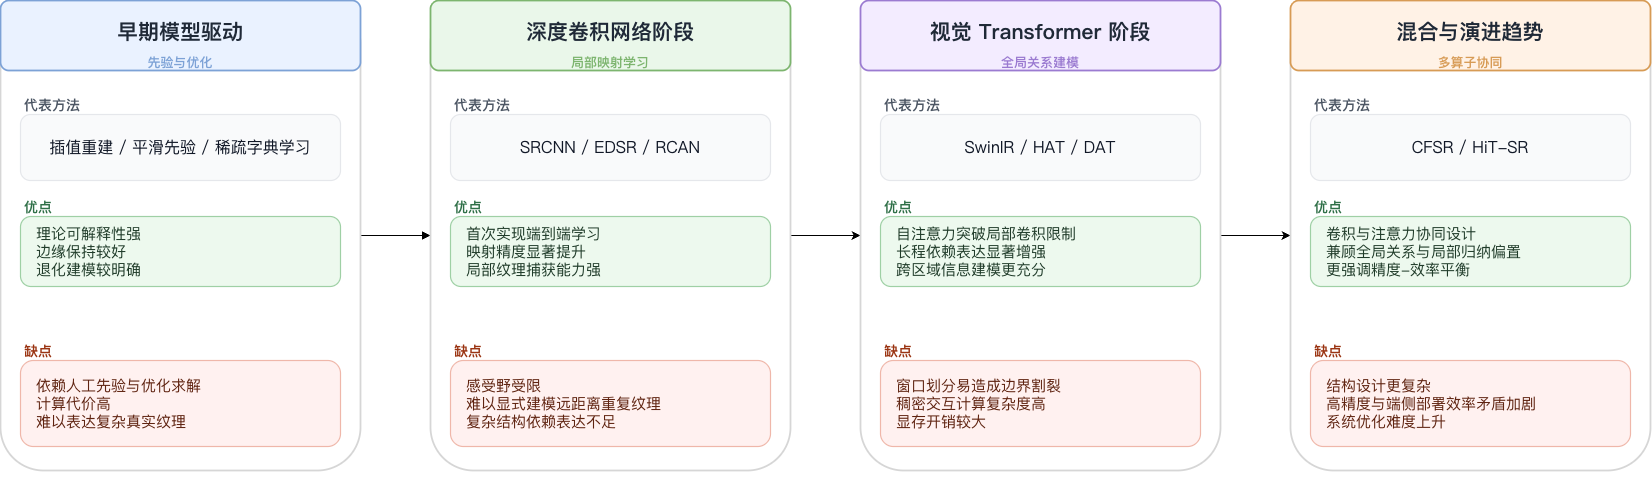 早期模型驱动
先验与优化
代表方法
插值重建 / 平滑先验 / 稀疏字典学习
优点
理论可解释性强
边缘保持较好
退化建模较明确
缺点
依赖人工先验与优化求解
计算代价高
难以表达复杂真实纹理
深度卷积网络阶段
局部映射学习
代表方法
SRCNN / EDSR / RCAN
优点
首次实现端到端学习
映射精度显著提升
局部纹理捕获能力强
缺点
感受野受限
难以显式建模远距离重复纹理
复杂结构依赖表达不足
视觉 Transformer 阶段
全局关系建模
代表方法
SwinIR / HAT / DAT
优点
自注意力突破局部卷积限制
长程依赖表达显著增强
跨区域信息建模更充分
缺点
窗口划分易造成边界割裂
稠密交互计算复杂度高
显存开销较大
混合与演进趋势
多算子协同
代表方法
CFSR / HiT-SR
优点
卷积与注意力协同设计
兼顾全局关系与局部归纳偏置
更强调精度-效率平衡
缺点
结构设计更复杂
高精度与端侧部署效率矛盾加剧
系统优化难度上升